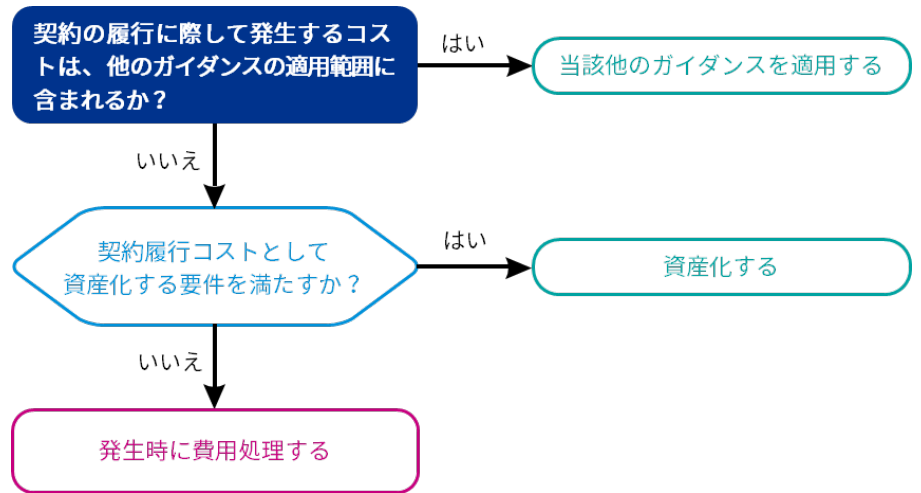 契約の履行に際して発生するコス
トは、他のガイダンスの適用範囲に
含まれるか？
はい
当該他のガイダンスを適用する
いいえ
契約履行コストとして
資産化する要件を満たすか？
はい
資産化する
いいえ
発生時に費用処理する